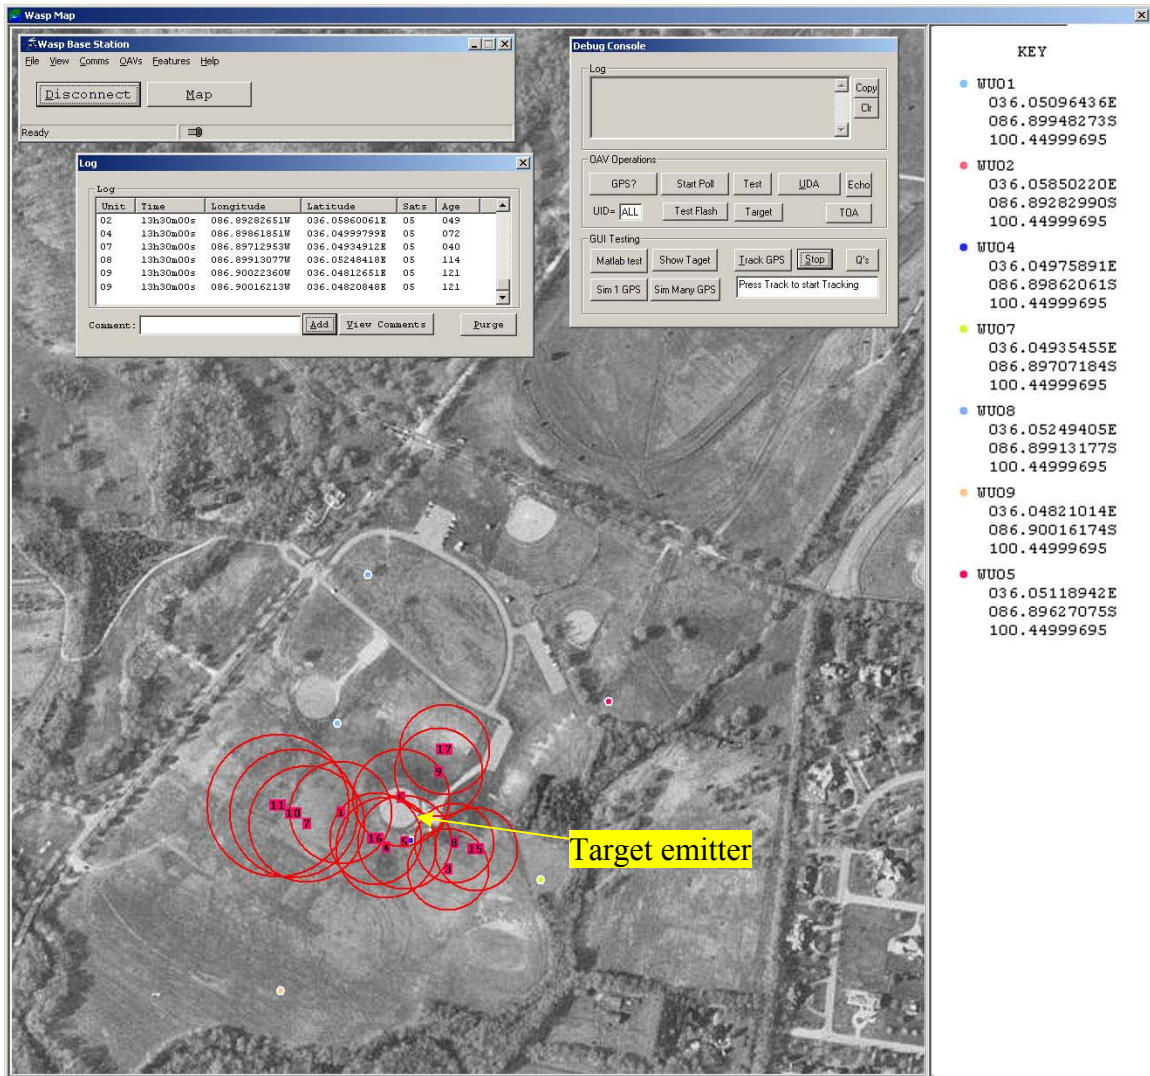 Wasp Map
Wasp Base Station
File View Comms OAVs Features Help
Disconnect Map
Ready
Log
Log
Unit Time Longitude Latitude Sats Age
02 13h30m00s 086.89282651W 036.05860061E 05 049
04 13h30m00s 086.89861851W 036.04999799E 05 072
07 13h30m00s 086.89712953W 036.04934912E 05 040
08 13h30m00s 086.89913077W 036.05248418E 05 114
09 13h30m00s 086.90022360W 036.04812651E 05 121
09 13h30m00s 086.90016213W 036.04820848E 05 121
Comment: Add View Comments Purge
Debug Console
Log
Copy
Clr
OAV Operations
GPS? Start Poll Test UDA Echo
UID= ALL Test Flash Target TOA
GUI Testing
Matlab test Show Taget Track GPS Stop Q's
Sim 1 GPS Sim Many GPS Press Track to start Tracking
KEY
WU01
036.05096436E
086.89948273S
100.44999695
WU02
036.05850220E
086.89282990S
100.44999695
WU04
036.04975891E
086.89862061S
100.44999695
WU07
036.04935455E
086.89707184S
100.44999695
WU08
036.05249405E
086.89913177S
100.44999695
WU09
036.04821014E
086.90016174S
100.44999695
WU05
036.05118942E
086.89627075S
100.44999695
17
9
11
10
7
1
16
4
5
8
15
3
Target emitter